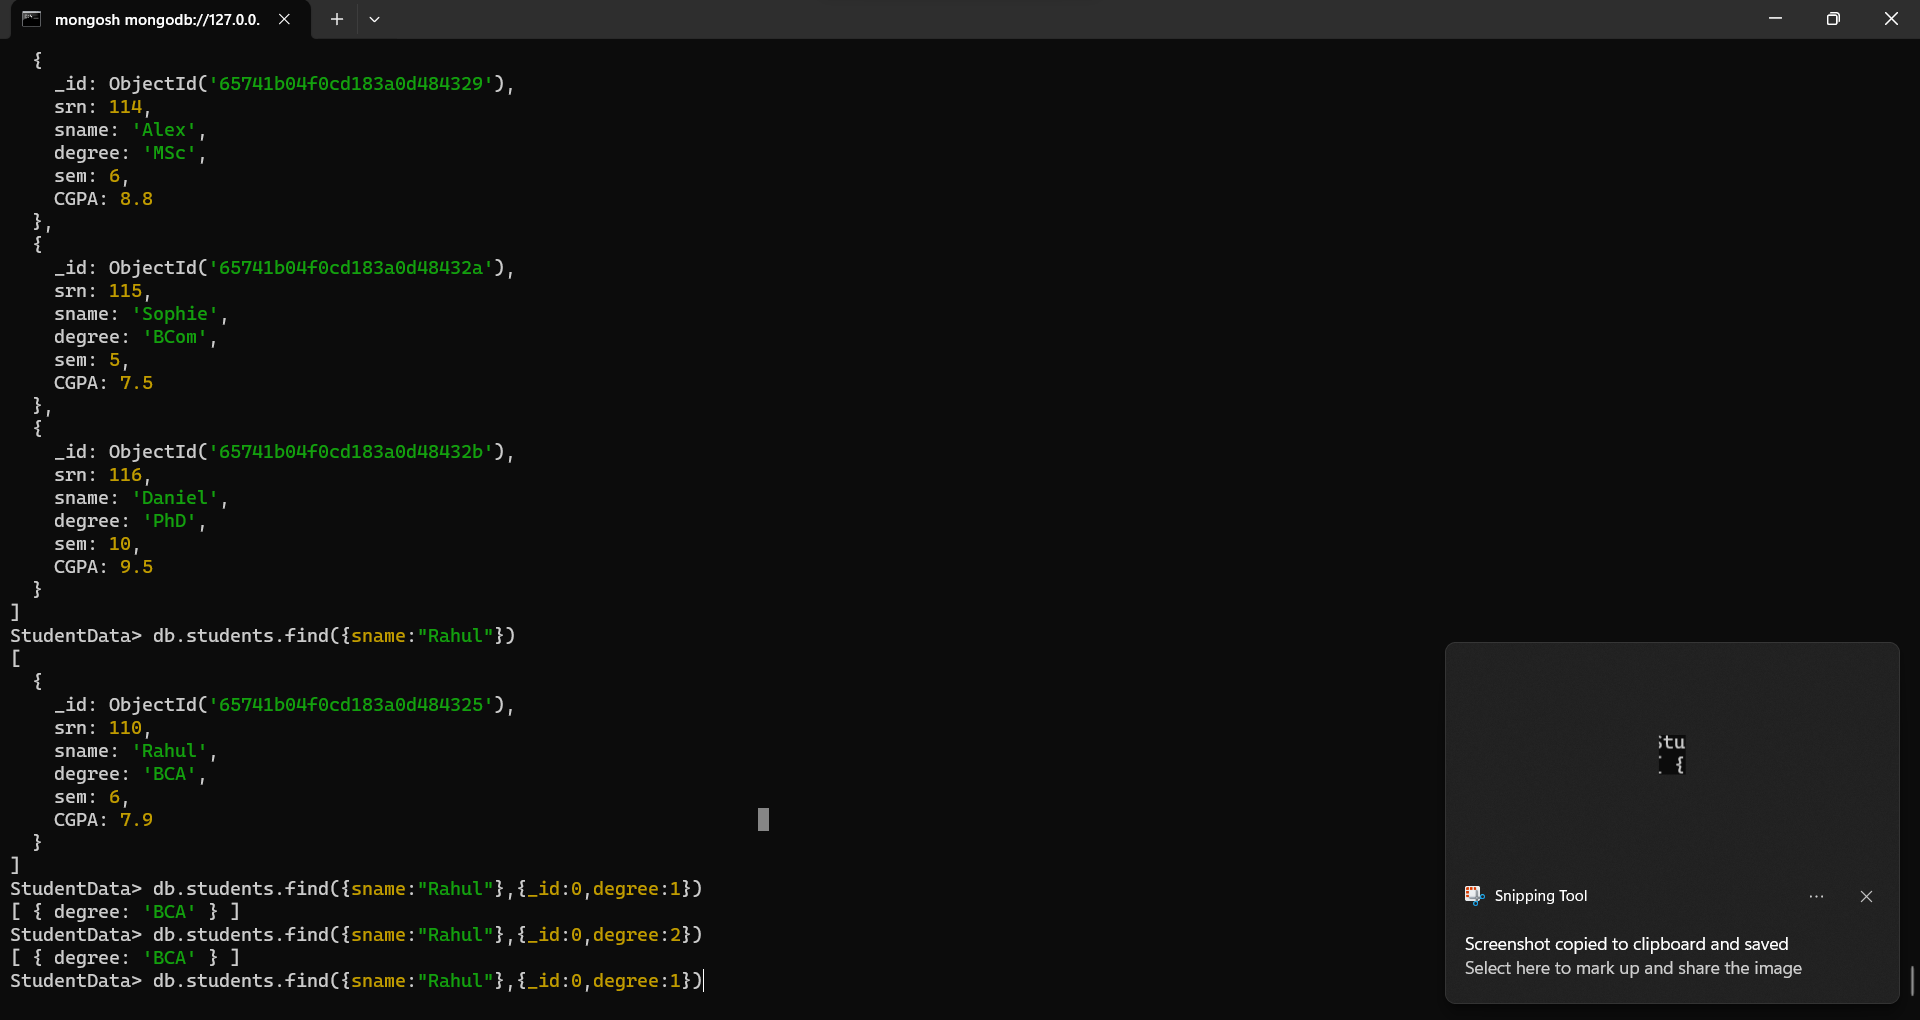 mongosh mongodb://127.0.0.
{
_id: ObjectId('65741b04f0cd183a0d484329'),
srn: 114,
sname: 'Alex',
degree: 'MSc',
sem: 6,
CGPA: 8.8
},
{
_id: ObjectId('65741b04f0cd183a0d48432a'),
srn: 115,
sname: 'Sophie',
degree: 'BCom',
sem: 5,
CGPA: 7.5
},
{
_id: ObjectId('65741b04f0cd183a0d48432b'),
srn: 116,
sname: 'Daniel',
degree: 'PhD',
sem: 10,
CGPA: 9.5
}
]
StudentData> db.students.find({sname:"Rahul"})
[
{
_id: ObjectId('65741b04f0cd183a0d484325'),
srn: 110,
sname: 'Rahul',
degree: 'BCA',
sem: 6,
CGPA: 7.9
}
]
StudentData> db.students.find({sname:"Rahul"},{_id:0,degree:1})
[ { degree: 'BCA' } ]
StudentData> db.students.find({sname:"Rahul"},{_id:0,degree:2})
[ { degree: 'BCA' } ]
StudentData> db.students.find({sname:"Rahul"},{_id:0,degree:1})
tu
{
Snipping Tool
Screenshot copied to clipboard and saved
Select here to mark up and share the image